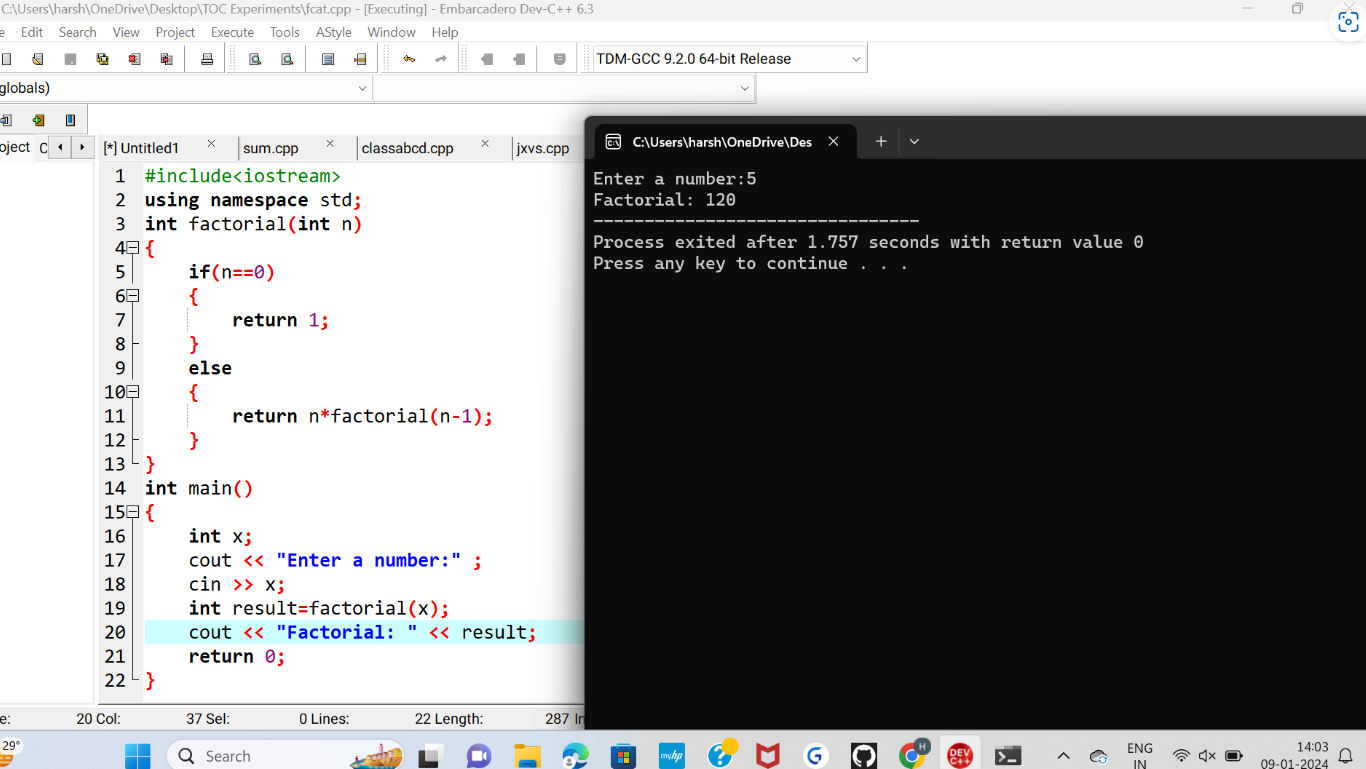 C:\Users\harsh\OneDrive\Desktop\TOC Experiments\fcat.cpp - [Executing] - Embarcadero Dev-C++ 6.3
e Edit Search View Project Execute Tools AStyle Window Help
TDM-GCC 9.2.0 64-bit Release
globals)
oject C [*] Untitled1 sum.cpp classabcd.cpp jxvs.cpp
1 #include<iostream>
2 using namespace std;
3 int factorial(int n)
4 {
5 if(n==0)
6 {
7 return 1;
8 }
9 else
10 {
11 return n*factorial(n-1);
12 }
13 }
14 int main()
15 {
16 int x;
17 cout << "Enter a number:" ;
18 cin >> x;
19 int result=factorial(x);
20 cout << "Factorial: " << result;
21 return 0;
22 }
C:\Users\harsh\OneDrive\Des
Enter a number:5
Factorial: 120
--------------------------------
Process exited after 1.757 seconds with return value 0
Press any key to continue . . .
e: 20 Col: 37 Sel: 0 Lines: 22 Length: 287 In
29°
Search
myhp
G
H
DEV C++
ENG
IN
14:03
09-01-2024